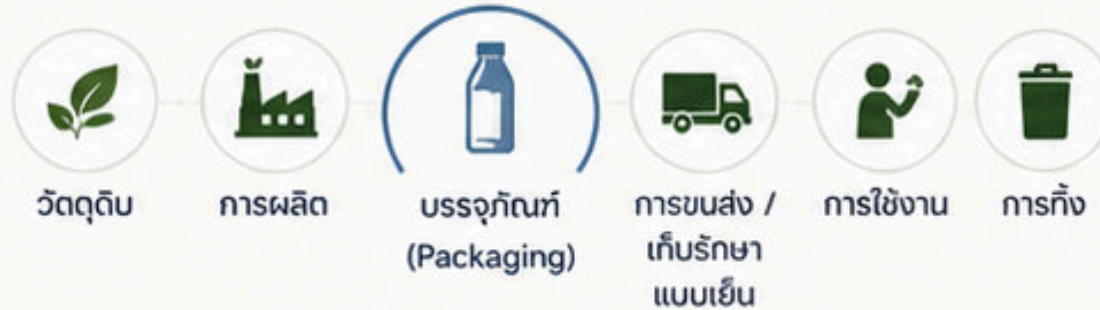 วัตถุดิบ
การผลิต
บรรจุภัณฑ์
(Packaging)
การขนส่ง /
เก็บรักษา
แบบเย็น
การใช้งาน
การทิ้ง